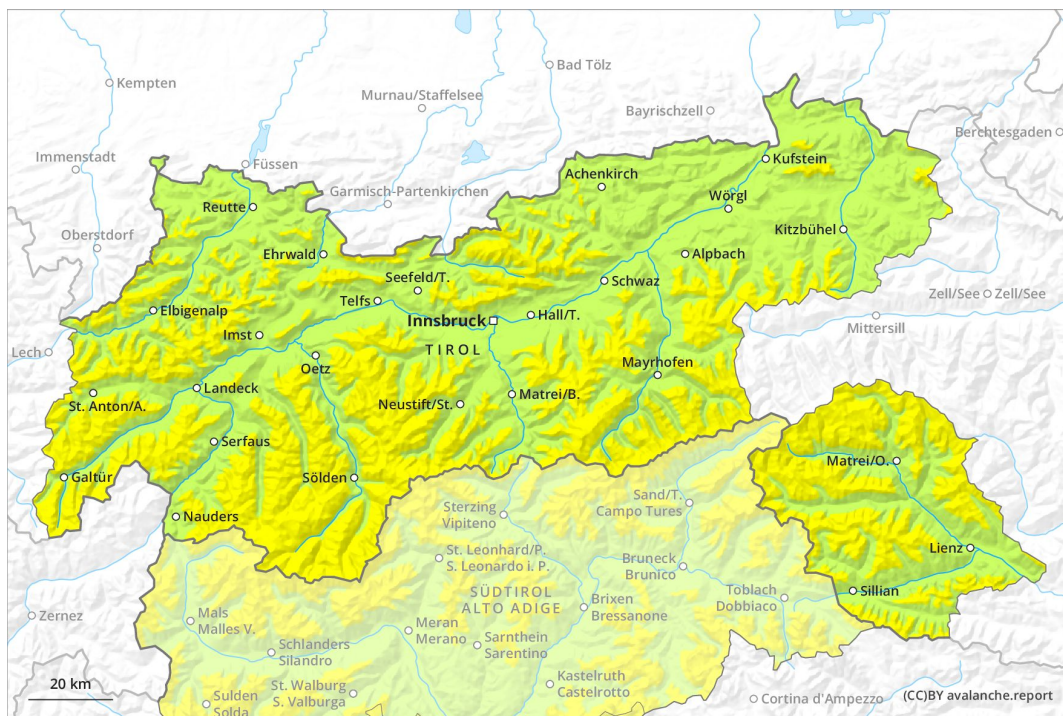 Bad Tölz
Kempten
Murnau/Staffelsee
Bayrischzell
Berchtesgaden
Immenstadt
Füssen
Kufstein
Achenkirch
Garmisch-Partenkirchen
Wörgl
Reutte
Oberstdorf
Kitzbühel
Ehrwald
Alpbach
Seefeld/T.
Schwaz
Zell/See
Zell/See
Telfs
Elbigenalp
Innsbruck
Hall/T.
Mittersill
Imst
Lech
TIROL
Oetz
Mayrhofen
Landeck
St. Anton/A.
Neustift/St.
Matrei/B.
Serfaus
Matrei/O.
Galtür
Sölden
Sand/T.
Campo Tures
Sterzing
Vipiteno
Nauders
Lienz
St. Leonhard/P.
S. Leonardo i. P.
Bruneck
Brunico
Sillian
SÜDTIROL
ALTO ADIGE
Toblach
Dobbiaco
Brixen
Bressanone
Zernez
Mals
Malles V.
Meran
Merano
Sarnthein
Sarentino
Schlanders
Silandro
20 km
St. Walburg
S. Valburga
Kastelruth
Castelrotto
Sulden
Solda
Cortina d'Ampezzo
(CC)BY avalanche.report